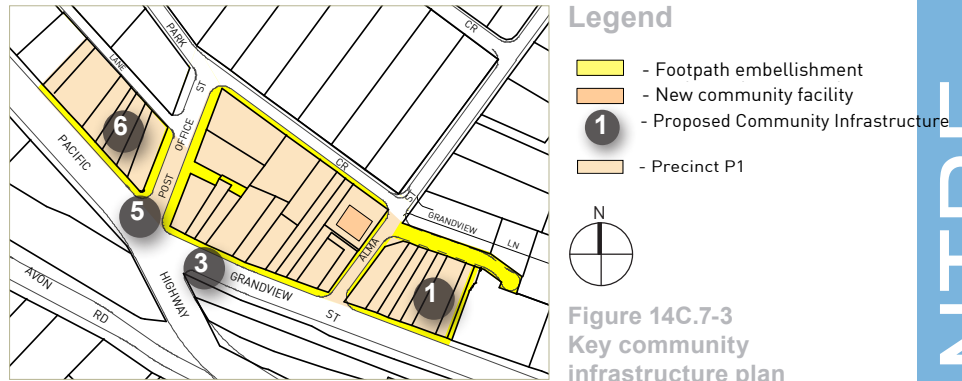 PARK
CR
LANE
ST
6
OFFICE
PACIFIC
POST
CR
ST
5
GRANDVIEW
LN
ALMA
3
GRANDVIEW
ST
1
AVON
RD
HIGHWAY
Legend
- Footpath embellishment
- New community facility
1 - Proposed Community Infrastructure
- Precinct P1
N
Figure 14C.7-3
Key community
infrastructure plan